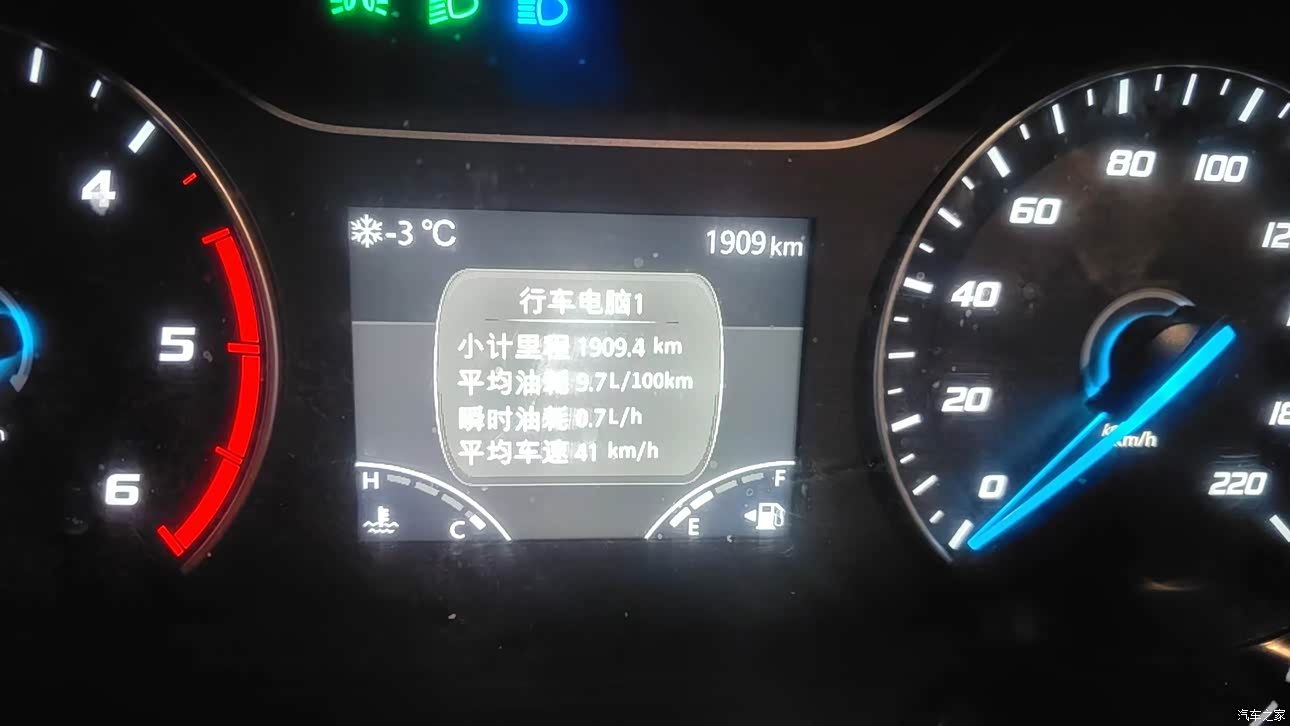 -3 ℃
1909 km
行车电脑1
小计里程 1909.4 km
平均油耗 9.7L/100km
瞬时油耗 0.7L/h
平均车速 41 km/h
H
C
E
F
4
5
6
0
20
40
60
80
100
220
km/h
汽车之家